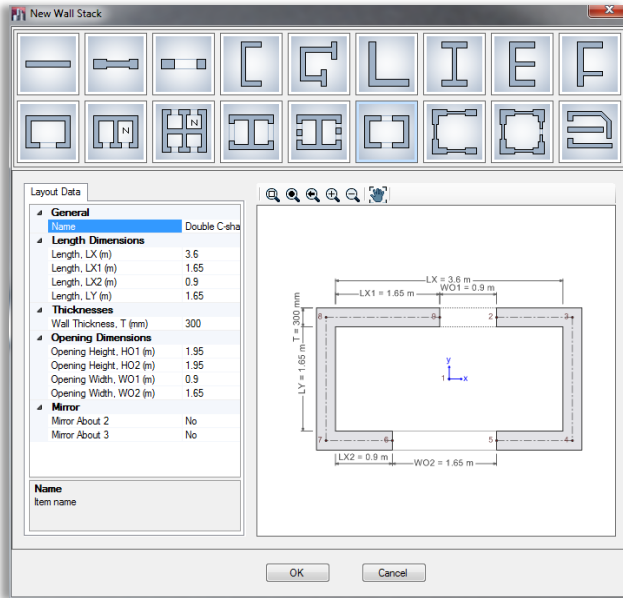 New Wall Stack
x
N
N
Layout Data
General
Name Double C-sha
Length Dimensions
Length, LX (m) 3.6
Length, LX1 (m) 1.65
Length, LX2 (m) 0.9
Length, LY (m) 1.65
Thicknesses
Wall Thickness, T (mm) 300
Opening Dimensions
Opening Height, HO1 (m) 1.95
Opening Height, HO2 (m) 1.95
Opening Width, WO1 (m) 0.9
Opening Width, WO2 (m) 1.65
Mirror
Mirror About 2 No
Mirror About 3 No
Name
Item name
LX = 3.6 m
LX1 = 1.65 m
WO1 = 0.9 m
T = 300 mm
8 9 2 3
LY = 1.65 m
y
1 x
7 6 5 4
LX2 = 0.9 m
WO2 = 1.65 m
OK Cancel